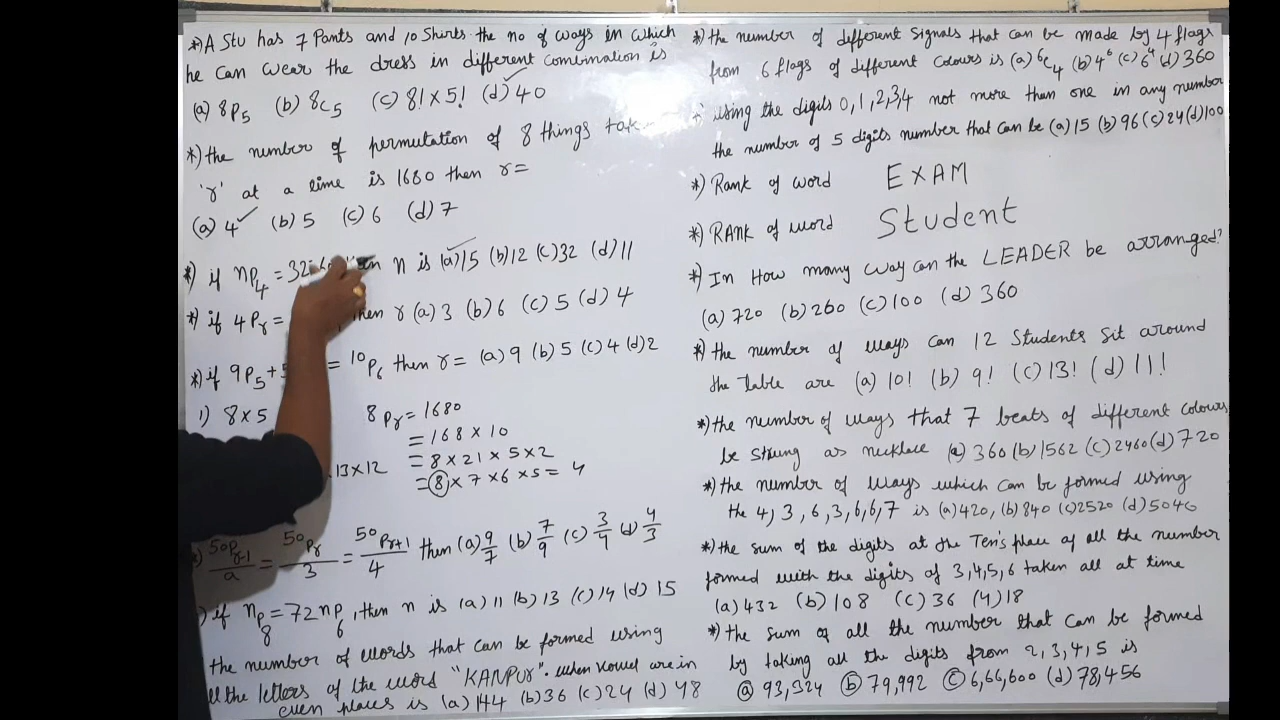 *) A Stu has 7 Pants and 10 Shirts the no of ways in which
he can wear the dress in different combination is
(a) 8P5 (b) 8C5 (c) 8! × 5! (d) 40 ✓
*) the number of permutation of 8 things
'r' at a time is 1680 then r =
(a) 4 ✓ (b) 5 (c) 6 (d) 7
*) if nP4 = n is (a) 15 ✓ (b) 12 (c) 32 (d) 11
*) if 4Pr = then r (a) 3 (b) 6 (c) 5 (d) 4
*) if 9P5 + 5 = 10P6 then r = (a) 9 (b) 5 (c) 4 (d) 2
1) 8 × 5
8Pr = 1680
= 168 × 10
= 8 × 21 × 5 × 2
= 8 × 7 × 6 × 5 = 4
13 × 12
50Pr-1/a = 50Pr/3 = 50Pr+1/4 then (a) 9/7 (b) 7/9 (c) 3/4 (d) 4/3
) if nP8 = 72 nP6, then n is (a) 11 (b) 13 (c) 14 (d) 15
the number of words that can be formed using
ll the letters of the word "KANPUr". when vowel are in
even places is (a) 144 (b) 36 (c) 24 (d) 48
*) the number of different Signals that can be made by 4 flags
from 6 flags of different Colours is (a) 6C4 (b) 4^6 (c) 6^4 (d) 360
*) using the digits 0, 1, 2, 3, 4 not more then one in any number
the number of 5 digits number that can be (a) 15 (b) 96 (c) 24 (d) 100
*) Rank of word EXAM
*) RANK of word Student
*) In How many way can the LEADER be arranged?
(a) 720 (b) 260 (c) 100 (d) 360
*) the number of ways can 12 Students Sit around
the table are (a) 10! (b) 9! (c) 13! (d) 11!
*) the number of ways that 7 beats of different colours
be strung as necklace (a) 360 (b) 1562 (c) 2460 (d) 720
*) the number of ways which can be formed using
the 4, 3, 6, 3, 6, 6, 7 is (a) 420, (b) 840 (c) 2520 (d) 5040
*) the sum of the digits at the Ten's place of all the number
formed with the digits of 3, 4, 5, 6 taken all at time
(a) 432 (b) 108 (c) 36 (4) 18
*) the sum of all the number that can be formed
by taking all the digits from 2, 3, 4, 5 is
(a) 93,324 (b) 79,992 (c) 6,66,600 (d) 78,456